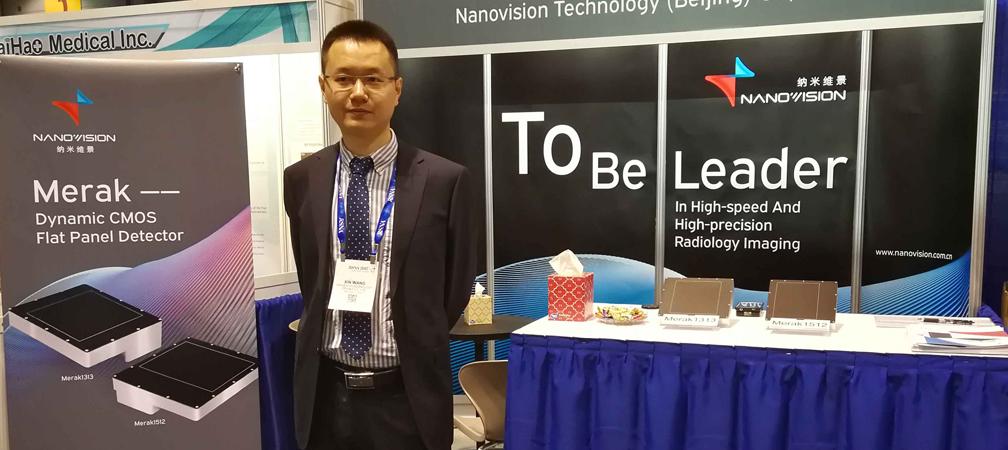 aiHao Medical Inc.
Nanovision Technology (Beijing)
NANOVISION
纳米维景
Merak ——
Dynamic CMOS
Flat Panel Detector
Merak1313
Merak1512
RSNA
XIN WANG
纳米维景
NANOVISION
To Be Leader
In High-speed And
High-precision
Radiology Imaging
www.nanovision.com.cn
Merak1313
Merak1512